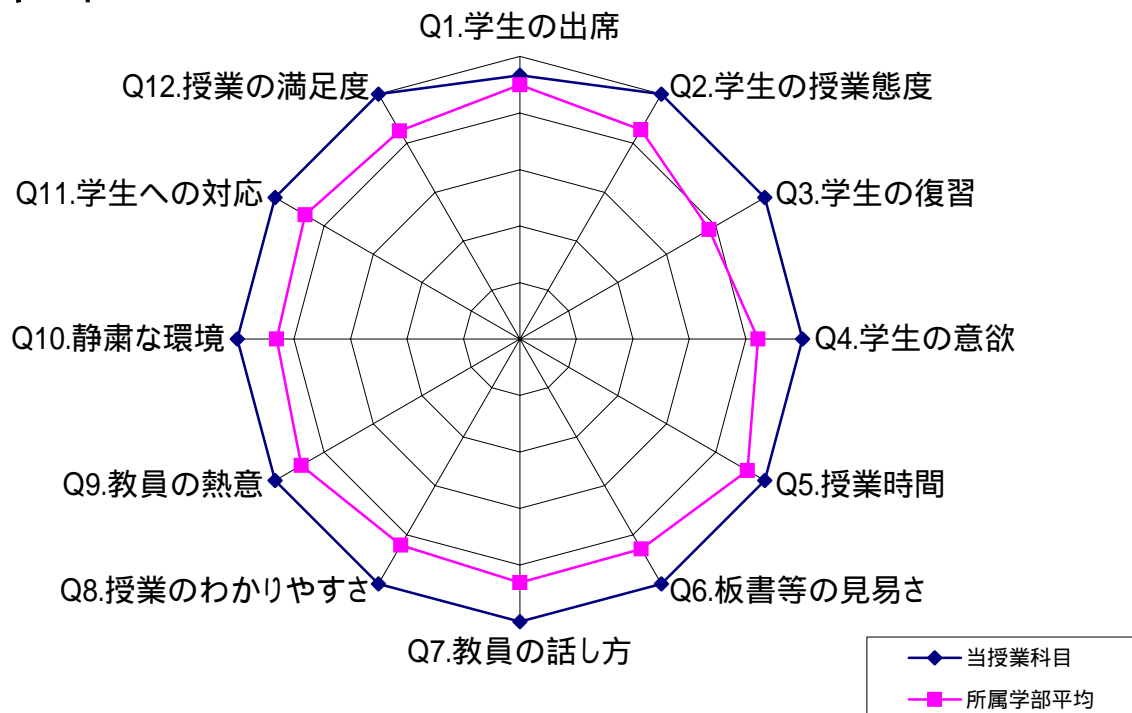 Q1.学生の出席
Q12.授業の満足度
Q2.学生の授業態度
Q11.学生への対応
Q3.学生の復習
Q10.静粛な環境
Q4.学生の意欲
Q9.教員の熱意
Q5.授業時間
Q8.授業のわかりやすさ
Q6.板書等の見易さ
Q7.教員の話し方
当授業科目
所属学部平均